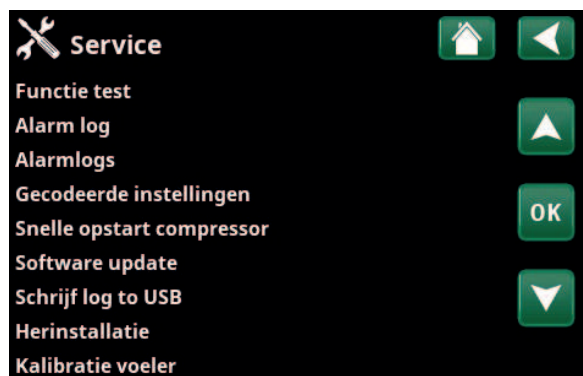 Service
Functie test
Alarm log
Alarmlogs
Gecodeerde instellingen
Snelle opstart compressor
OK
Software update
Schrijf log to USB
Herinstallatie
Kalibratie voeler